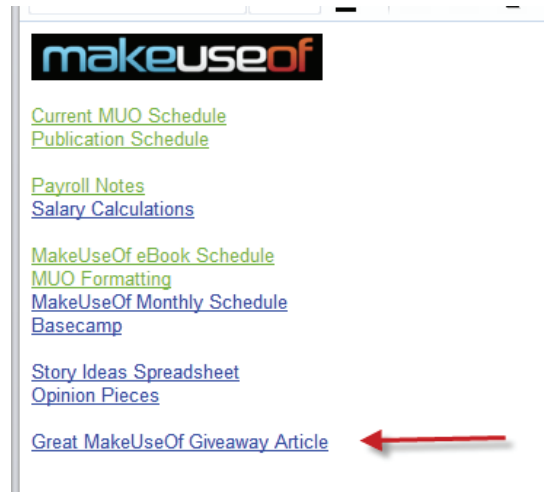 makeuseof
Current MUO Schedule
Publication Schedule
Payroll Notes
Salary Calculations
MakeUseOf eBook Schedule
MUO Formatting
MakeUseOf Monthly Schedule
Basecamp
Story Ideas Spreadsheet
Opinion Pieces
Great MakeUseOf Giveaway Article